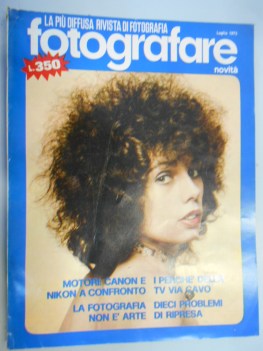 LA PIÙ DIFFUSA RIVISTA DI FOTOGRAFIA
fotografare
novità
L.350
MOTORI: CANON E
NIKON A CONFRONTO
I PERCHE DELLA
TV VIA CAVO
LA FOTOGRAFIA
NON E' ARTE
DIECI PROBLEMI
DI RIPRESA